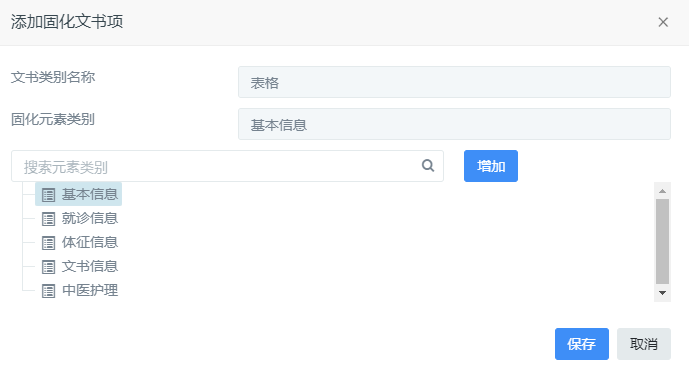 添加固化文书项
文书类别名称
表格
固化元素类别
基本信息
搜索元素类别
增加
基本信息
就诊信息
体征信息
文书信息
中医护理
保存
取消